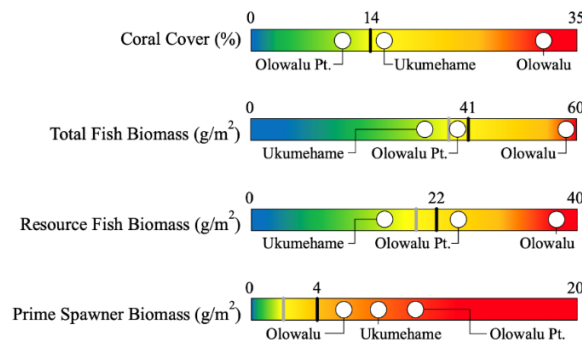 0 14 35
Coral Cover (%)
Olowalu Pt. Ukumehame Olowalu
0 41 60
Total Fish Biomass (g/m²)
Ukumehame Olowalu Pt. Olowalu
0 22 40
Resource Fish Biomass (g/m²)
Ukumehame Olowalu Pt. Olowalu
0 4 20
Prime Spawner Biomass (g/m²)
Olowalu Ukumehame Olowalu Pt.